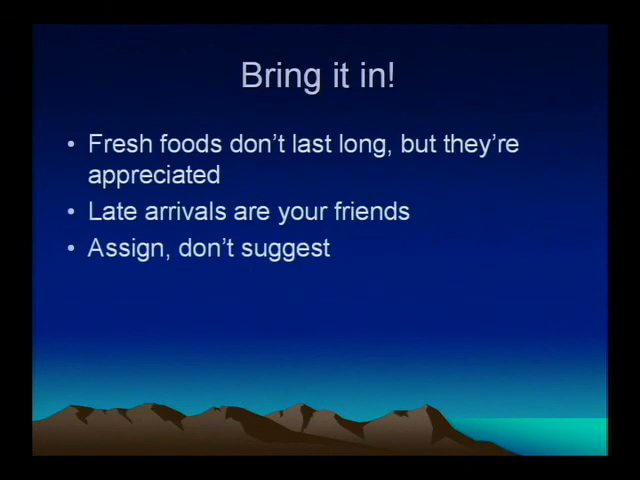 Bring it in!
• Fresh foods don't last long, but they're
appreciated
• Late arrivals are your friends
• Assign, don't suggest